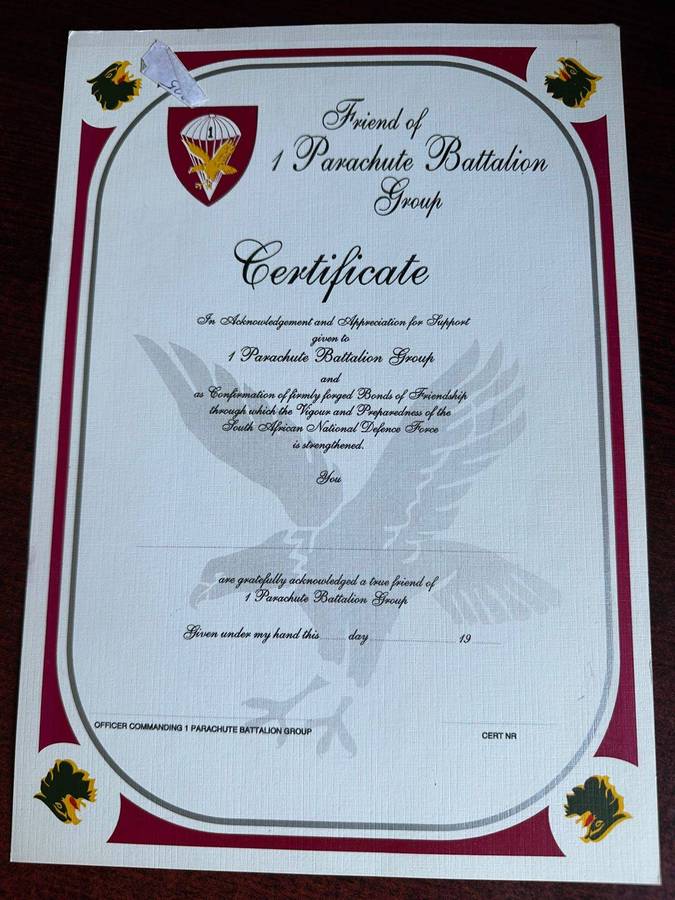 1
Friend of
1 Parachute Battalion
Group
Certificate
In Acknowledgement and Appreciation for Support
given to
1 Parachute Battalion Group
and
as Confirmation of firmly forged Bonds of Friendship
through which the Vigour and Preparedness of the
South African National Defence Force
is strengthened.
You
are gratefully acknowledged a true friend of
1 Parachute Battalion Group
Given under my hand this ...... day .................... 19 ......
OFFICER COMMANDING 1 PARACHUTE BATTALION GROUP
CERT NR